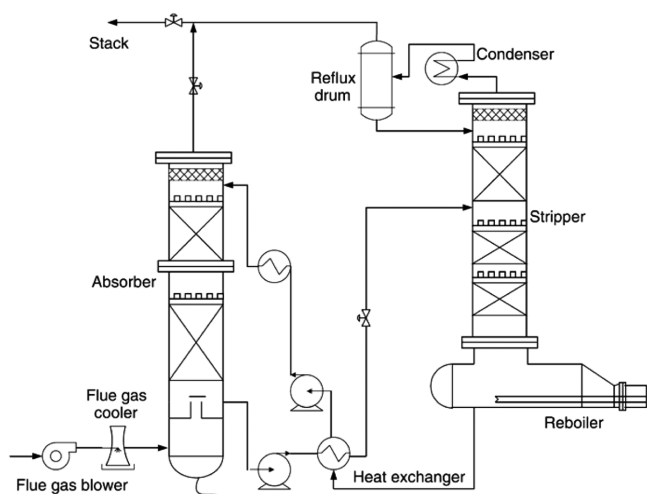 Stack
Reflux
drum
Condenser
Stripper
Absorber
Flue gas
cooler
Reboiler
Heat exchanger
Flue gas blower